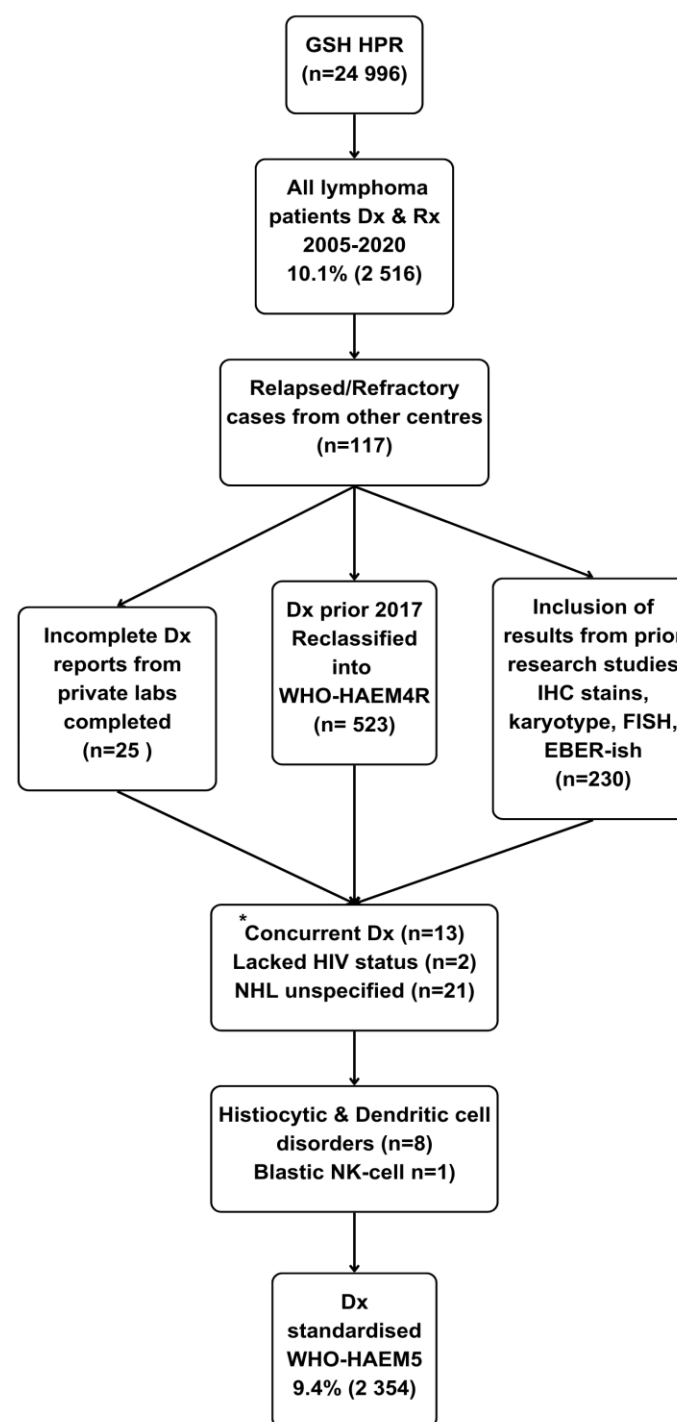 GSH HPR
(n=24 996)
All lymphoma
patients Dx & Rx
2005-2020
10.1% (2 516)
Relapsed/Refractory
cases from other centres
(n=117)
Incomplete Dx
reports from
private labs
completed
(n=25 )
Dx prior 2017
Reclassified
into
WHO-HAEM4R
(n= 523)
Inclusion of
results from prior
research studies
IHC stains,
karyotype, FISH,
EBER-ish
(n=230)
*Concurrent Dx (n=13)
Lacked HIV status (n=2)
NHL unspecified (n=21)
Histiocytic & Dendritic cell
disorders (n=8)
Blastic NK-cell n=1)
Dx
standardised
WHO-HAEM5
9.4% (2 354)